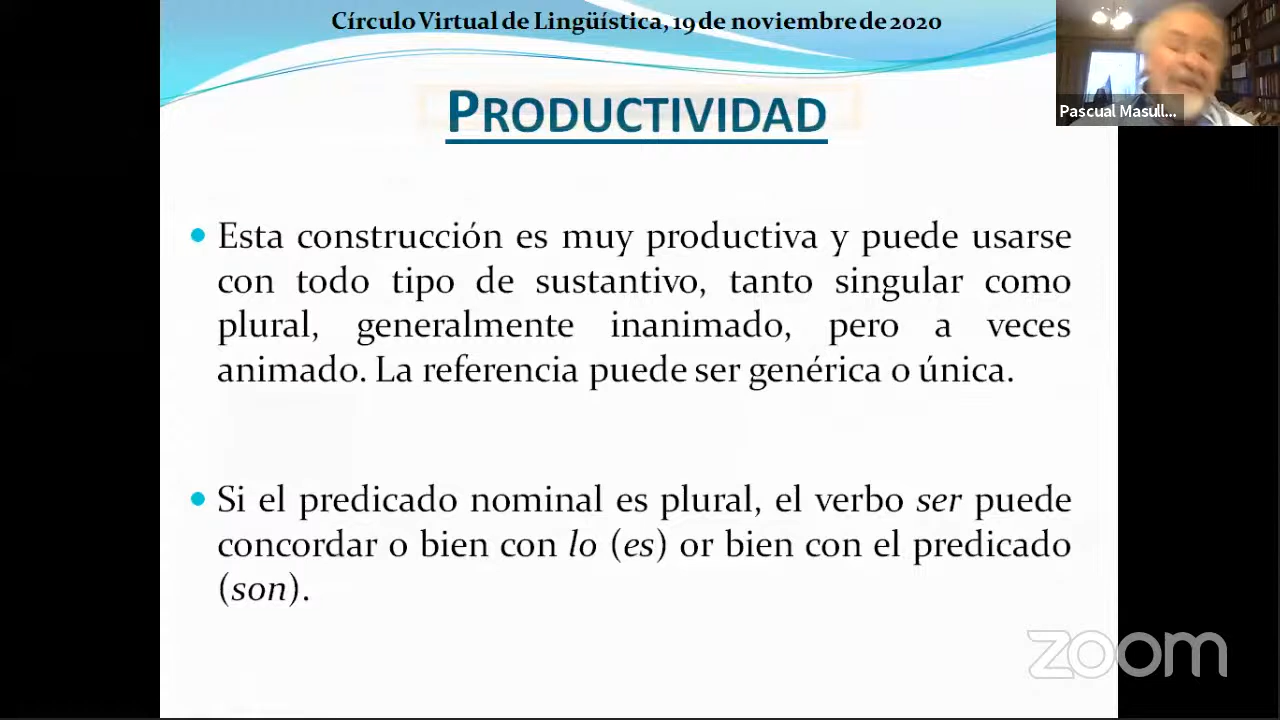 Círculo Virtual de Lingüística, 19 de noviembre de 2020
Pascual Masull...
PRODUCTIVIDAD
Esta construcción es muy productiva y puede usarse
con todo tipo de sustantivo, tanto singular como
plural, generalmente inanimado, pero a veces
animado. La referencia puede ser genérica o única.
Si el predicado nominal es plural, el verbo ser puede
concordar o bien con lo (es) or bien con el predicado
(son).
zoom